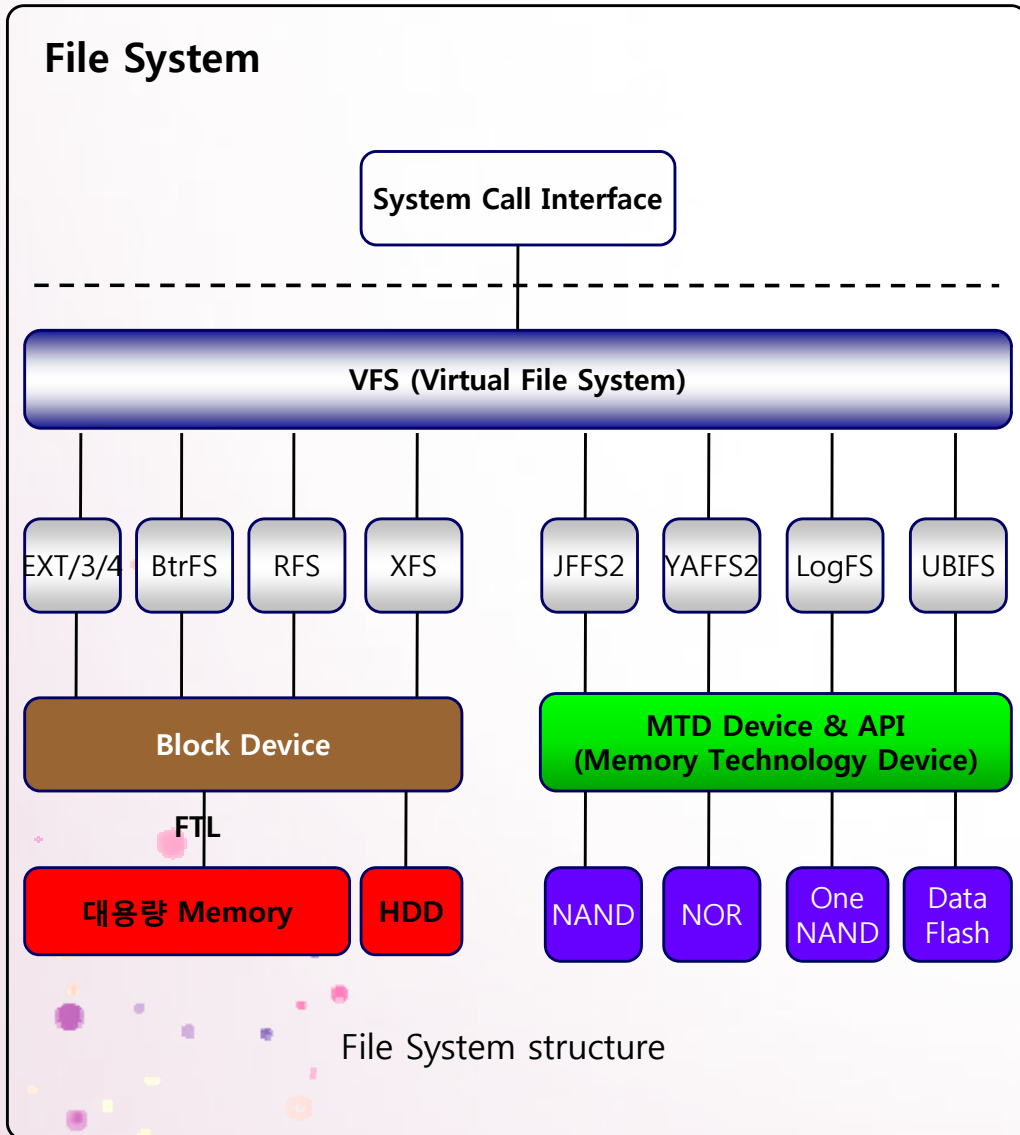 File System
System Call Interface
VFS (Virtual File System)
EXT/3/4 BtrFS RFS XFS JFFS2 YAFFS2 LogFS UBIFS
Block Device
MTD Device & API
(Memory Technology Device)
FTL
대용량 Memory
HDD
NAND
NOR
One
NAND
Data
Flash
File System structure